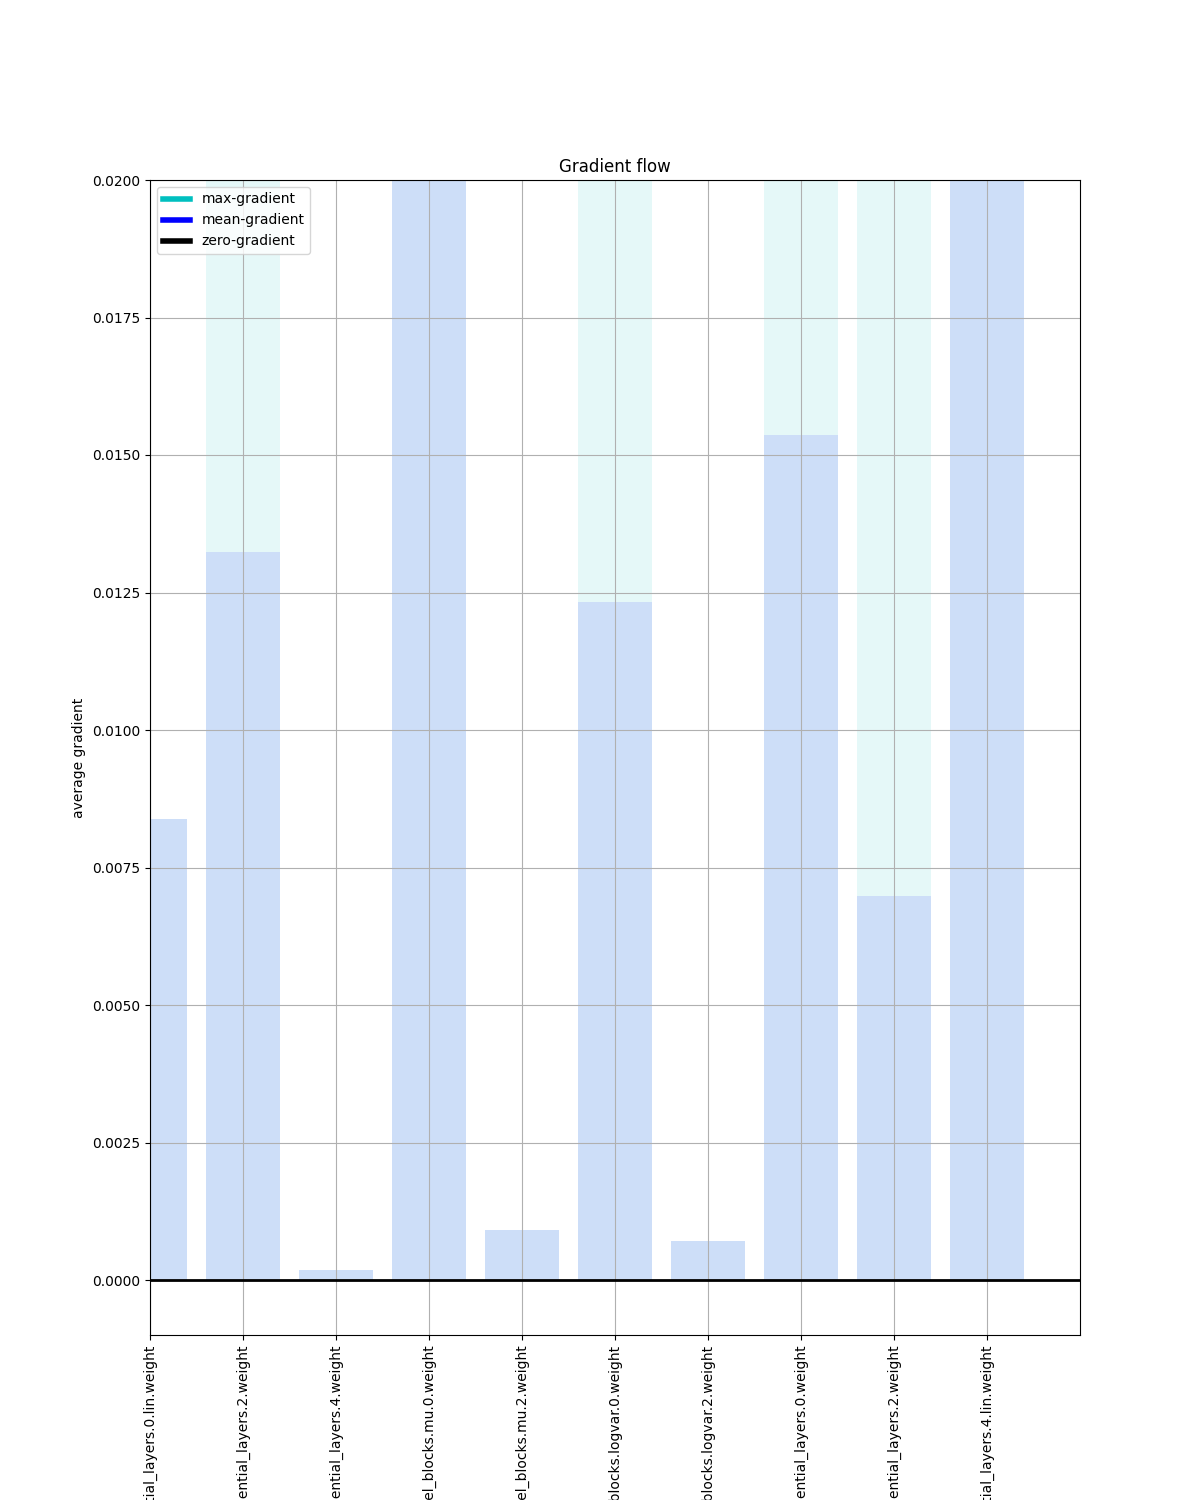 Gradient flow
max-gradient
mean-gradient
zero-gradient
0.0200
0.0175
0.0150
0.0125
0.0100
0.0075
0.0050
0.0025
0.0000
average gradient
tial_layers.0.lin.weight
ential_layers.2.weight
ential_layers.4.weight
el_blocks.mu.0.weight
el_blocks.mu.2.weight
blocks.logvar.0.weight
blocks.logvar.2.weight
ential_layers.0.weight
ential_layers.2.weight
tial_layers.4.lin.weight